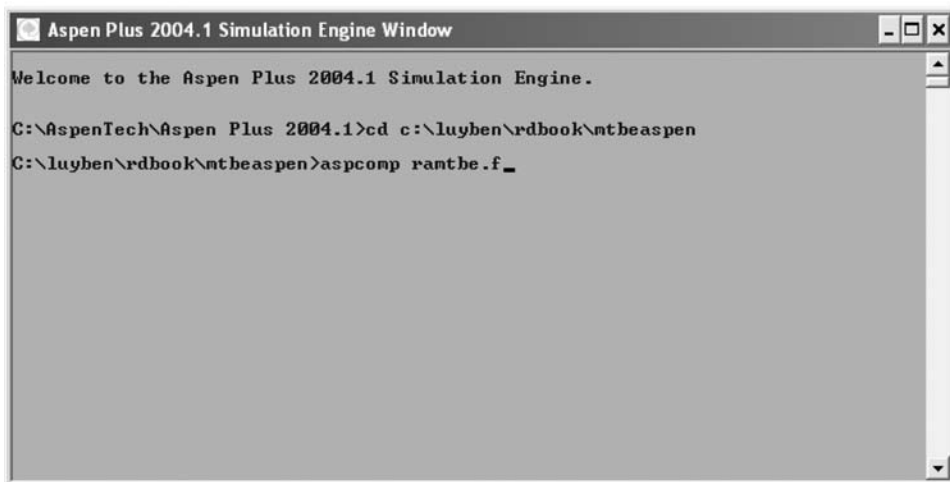 Aspen Plus 2004.1 Simulation Engine Window
Welcome to the Aspen Plus 2004.1 Simulation Engine.
C:\AspenTech\Aspen Plus 2004.1>cd c:\luyben\rdbook\mtbeaspen
C:\luyben\rdbook\mtbeaspen>aspcomp ramtbe.f_